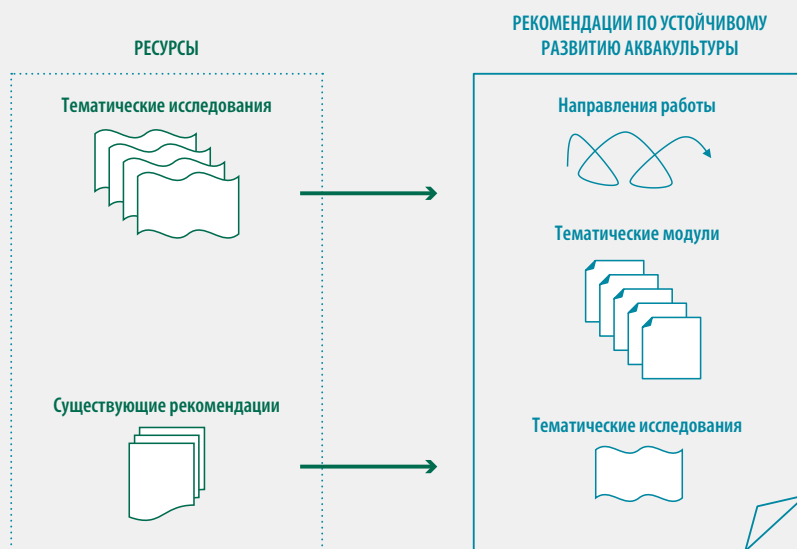 РЕСУРСЫ
Тематические исследования
Существующие рекомендации
РЕКОМЕНДАЦИИ ПО УСТОЙЧИВОМУ
РАЗВИТИЮ АКВАКУЛЬТУРЫ
Направления работы
Тематические модули
Тематические исследования